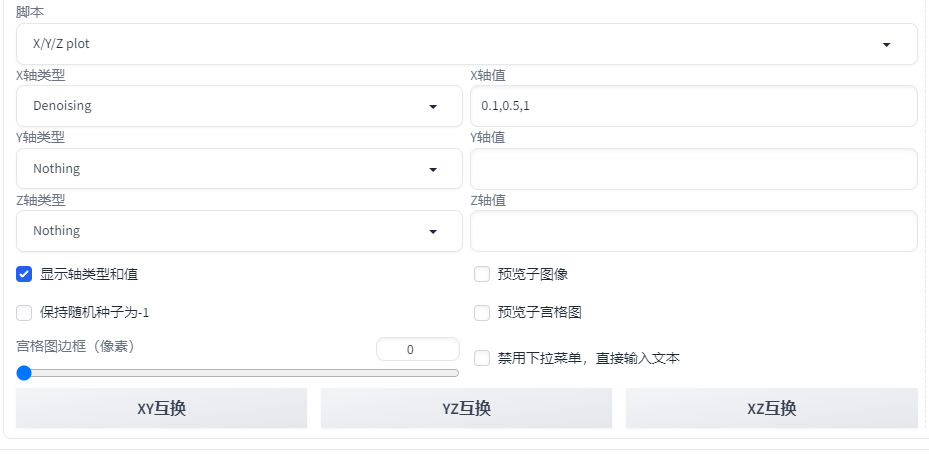 脚本
X/Y/Z plot
X轴类型
X轴值
Denoising
0.1,0.5,1
Y轴类型
Y轴值
Nothing
Z轴类型
Z轴值
Nothing
显示轴类型和值
预览子图像
保持随机种子为-1
预览子宫格图
宫格图边框（像素）
0
禁用下拉菜单，直接输入文本
XY互换
YZ互换
XZ互换